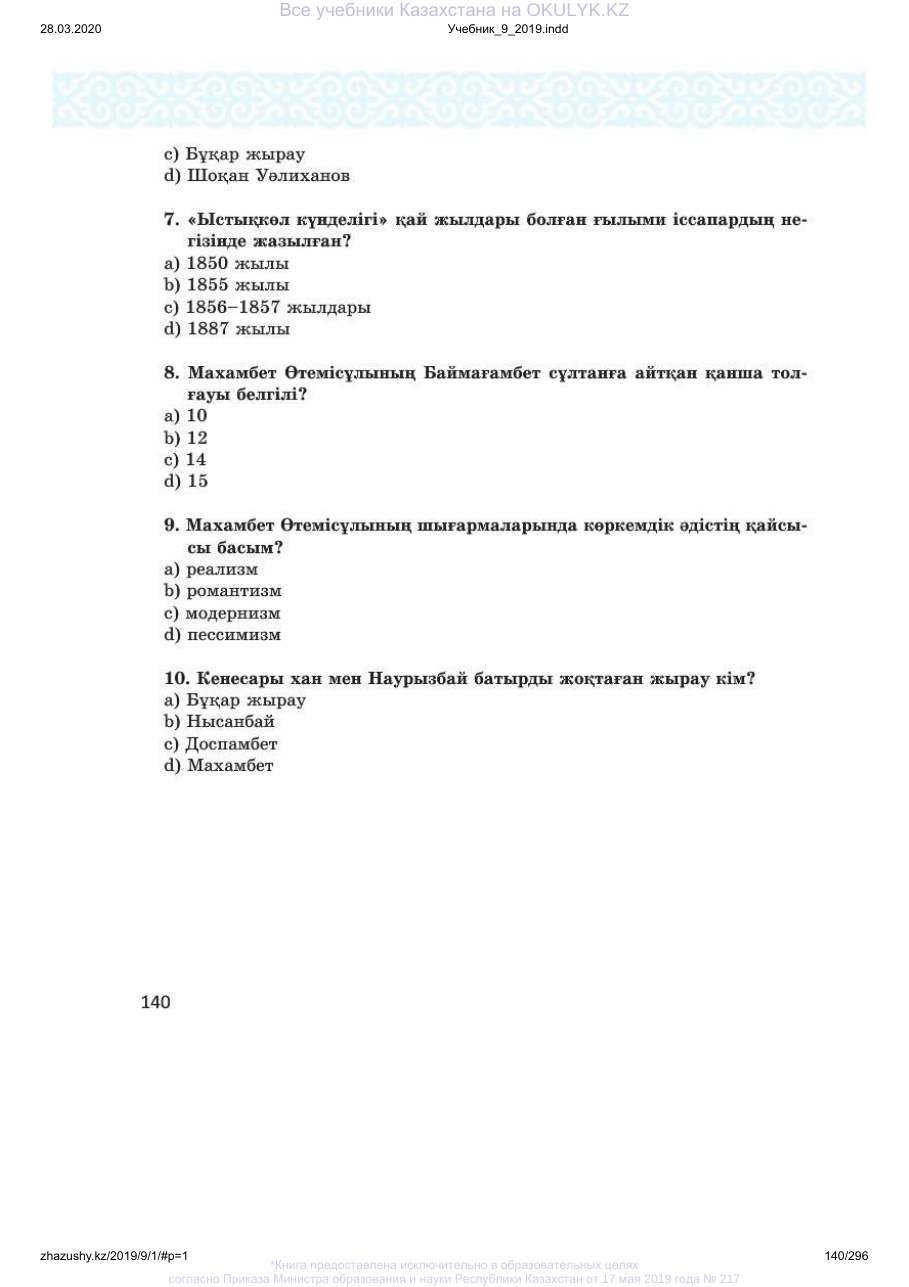 Все учебники Казахстана на OKULYK.KZ
28.03.2020 Учебник_9_2019.indd
c) Бұқар жырау
d) Шоқан Уәлиханов
7. «Ыстықкөл күнделігі» қай жылдары болған ғылыми іссапардың не-
гізінде жазылған?
a) 1850 жылы
b) 1855 жылы
c) 1856–1857 жылдары
d) 1887 жылы
8. Махамбет Өтемісұлының Баймағамбет сұлтанға айтқан қанша тол-
ғауы белгілі?
a) 10
b) 12
c) 14
d) 15
9. Махамбет Өтемісұлының шығармаларында көркемдік әдістің қайсы-
сы басым?
a) реализм
b) романтизм
c) модернизм
d) пессимизм
10. Кенесары хан мен Наурызбай батырды жоқтаған жырау кім?
a) Бұқар жырау
b) Нысанбай
c) Доспамбет
d) Махамбет
140
zhazushy.kz/2019/9/1/#p=1 140/296
*Книга предоставлена исключительно в образовательных целях
согласно Приказа Министра образования и науки Республики Казахстан от 17 мая 2019 года № 217